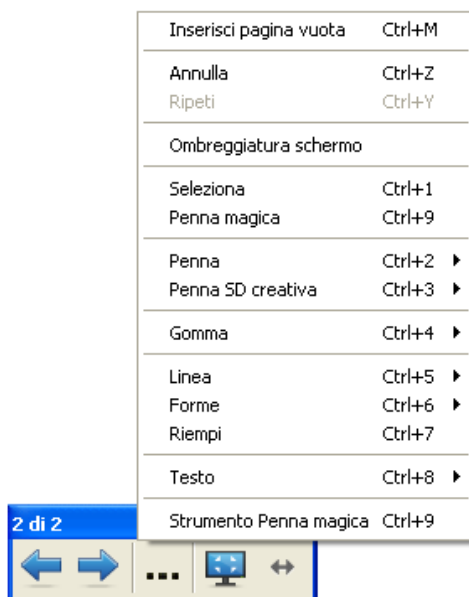 Inserisci pagina vuota Ctrl+M
Annulla Ctrl+Z
Ripeti Ctrl+Y
Ombreggiatura schermo
Seleziona Ctrl+1
Penna magica Ctrl+9
Penna Ctrl+2
Penna SD creativa Ctrl+3
Gomma Ctrl+4
Linea Ctrl+5
Forme Ctrl+6
Riempi Ctrl+7
Testo Ctrl+8
Strumento Penna magica Ctrl+9
2 di 2